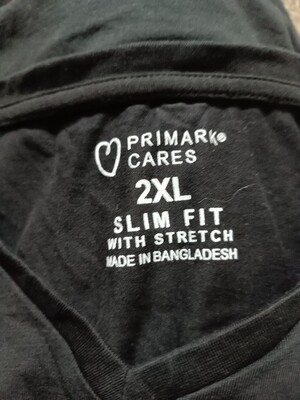 PRIMARK®
CARES
2XL
SLIM FIT
WITH STRETCH
MADE IN BANGLADESH